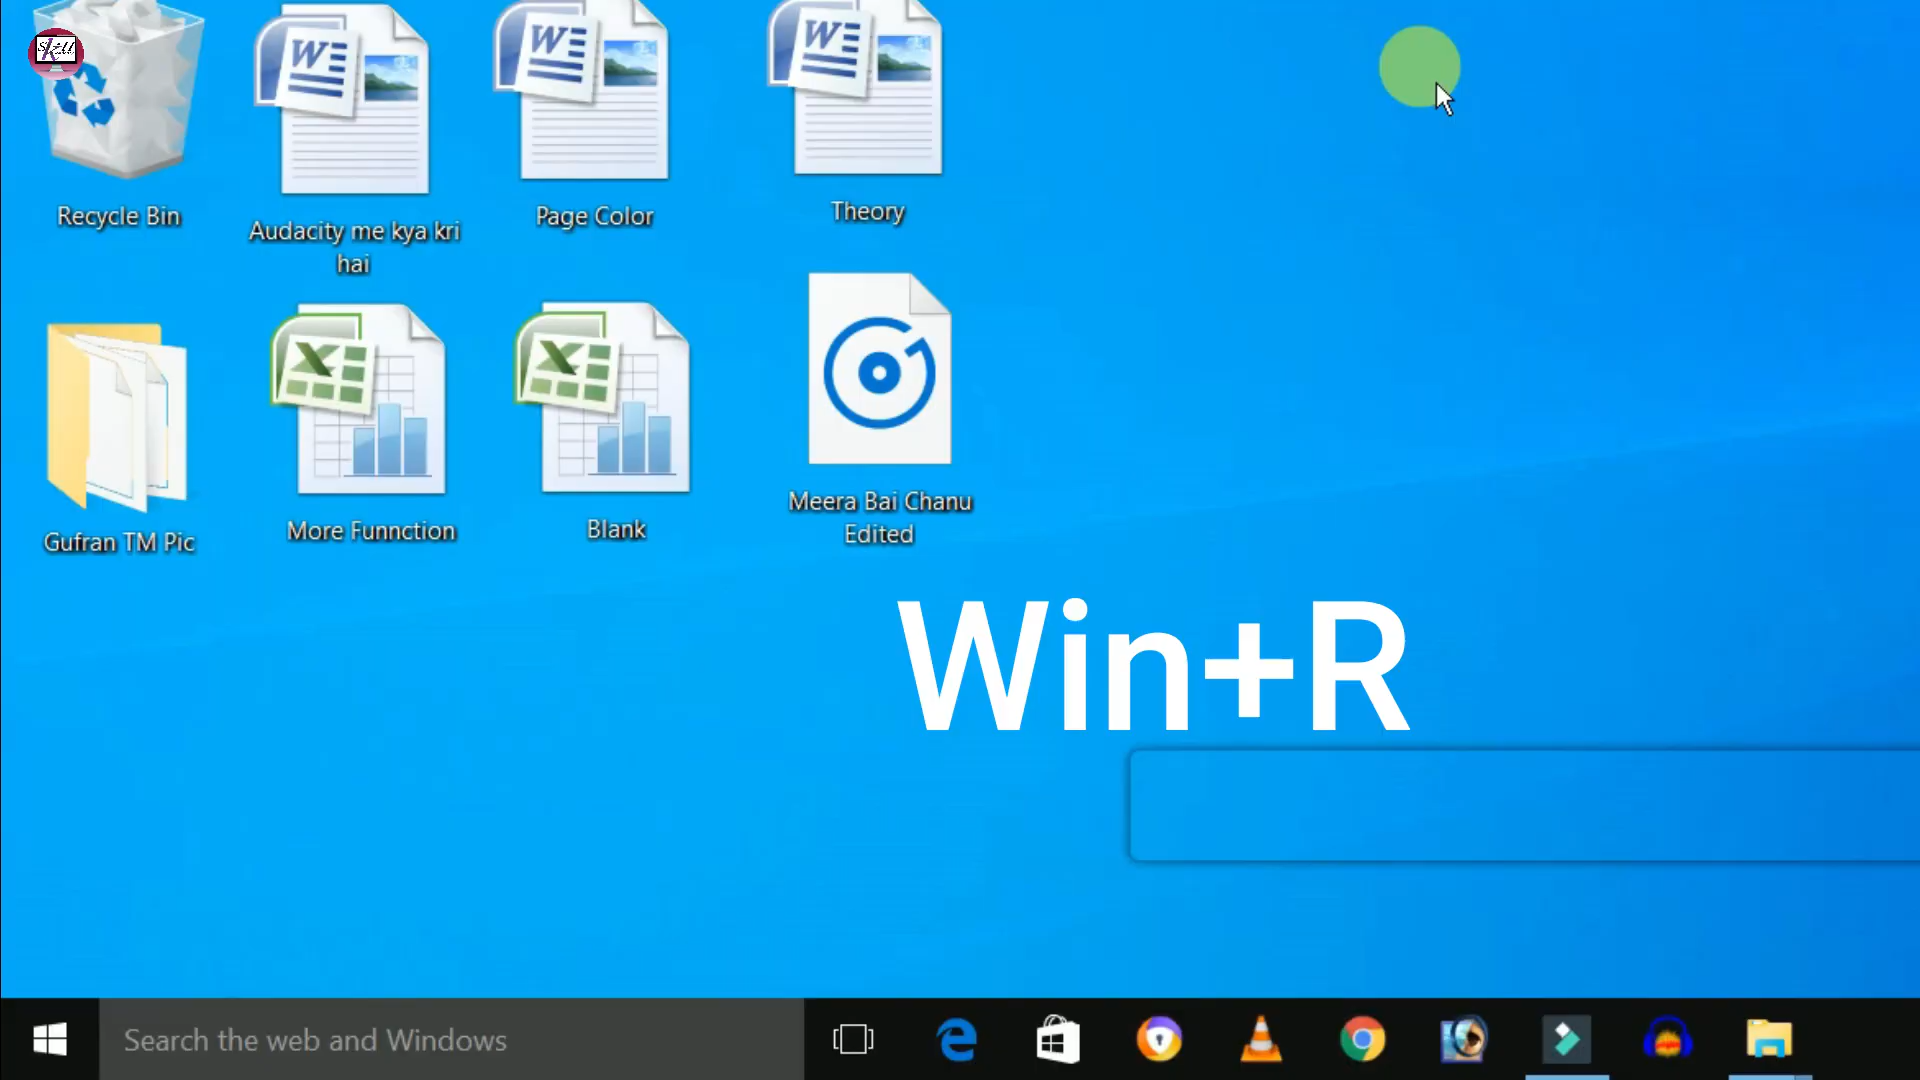 Recycle Bin
Audacity me kya kri
hai
Page Color
Theory
Gufran TM Pic
More Funnction
Blank
Meera Bai Chanu
Edited
Win+R
Search the web and Windows